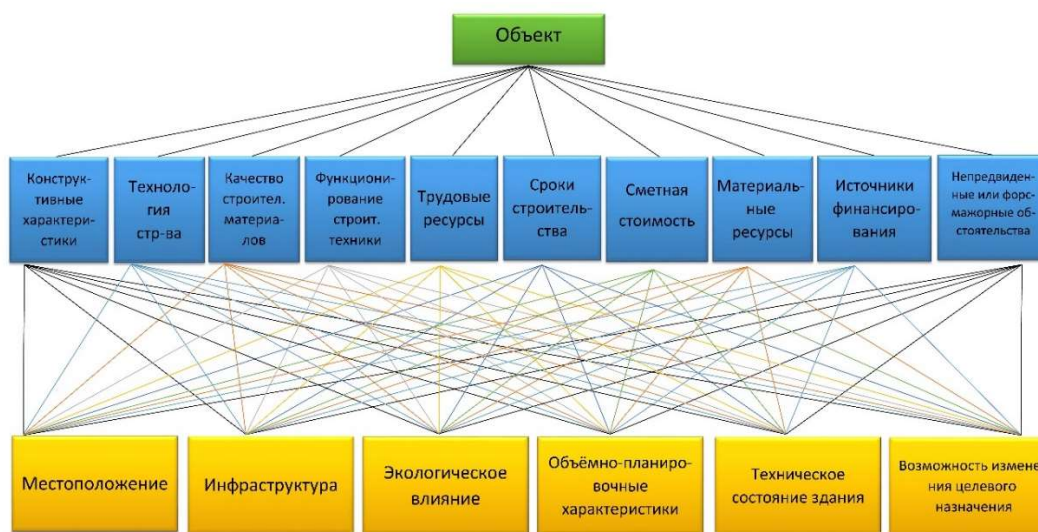 Объект
Конструк-
тивные
характери-
стики
Техноло-
гия
стр-ва
Качество
строител.
материа-
лов
Функциони-
рование
строит.
техники
Трудовые
ресурсы
Сроки
строитель-
ства
Сметная
стоимость
Материаль-
ные
ресурсы
Источники
финансиро-
вания
Непредвиден-
ные или форс-
мажорные об-
стоятельства
Местоположение
Инфраструктура
Экологическое
влияние
Объёмно-планиро-
вочные
характеристики
Техническое
состояние здания
Возможность измене-
ния целевого
назначения